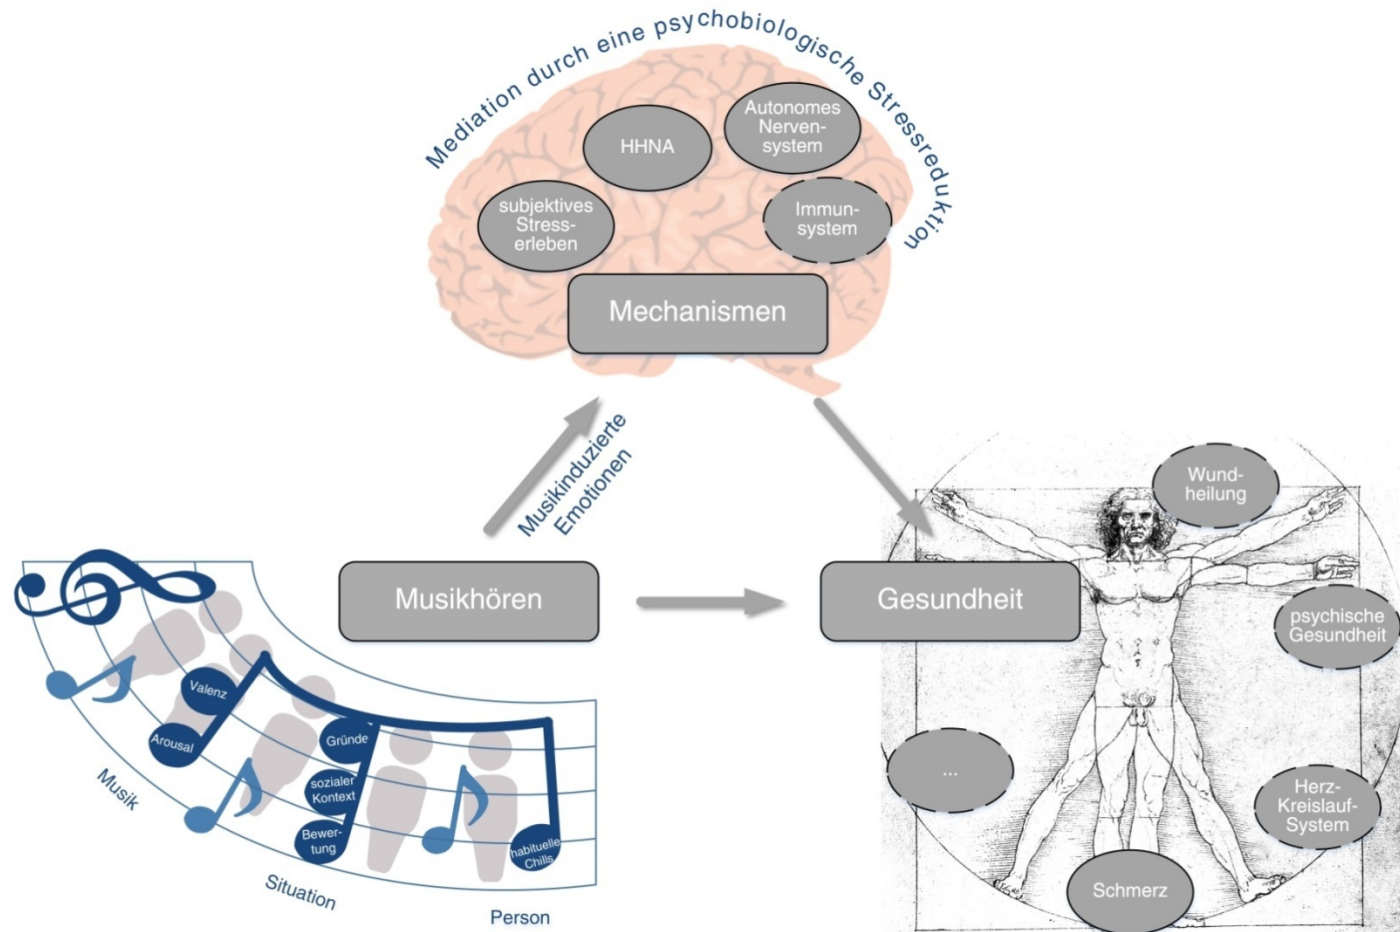 Mediation durch eine psychobiologische Stressreduktion
Autonomes
Nerven-
system
HHNA
subjektives
Stress-
erleben
Immun-
system
Mechanismen
Musikinduzierte
Emotionen
Wund-
heilung
Musikhören
Gesundheit
psychische
Gesundheit
Valenz
Arousal
Gründe
sozialer
Kontext
Bewer-
tung
habituelle
Chills
...
Herz-
Kreislauf-
System
Schmerz
Musik
Situation
Person